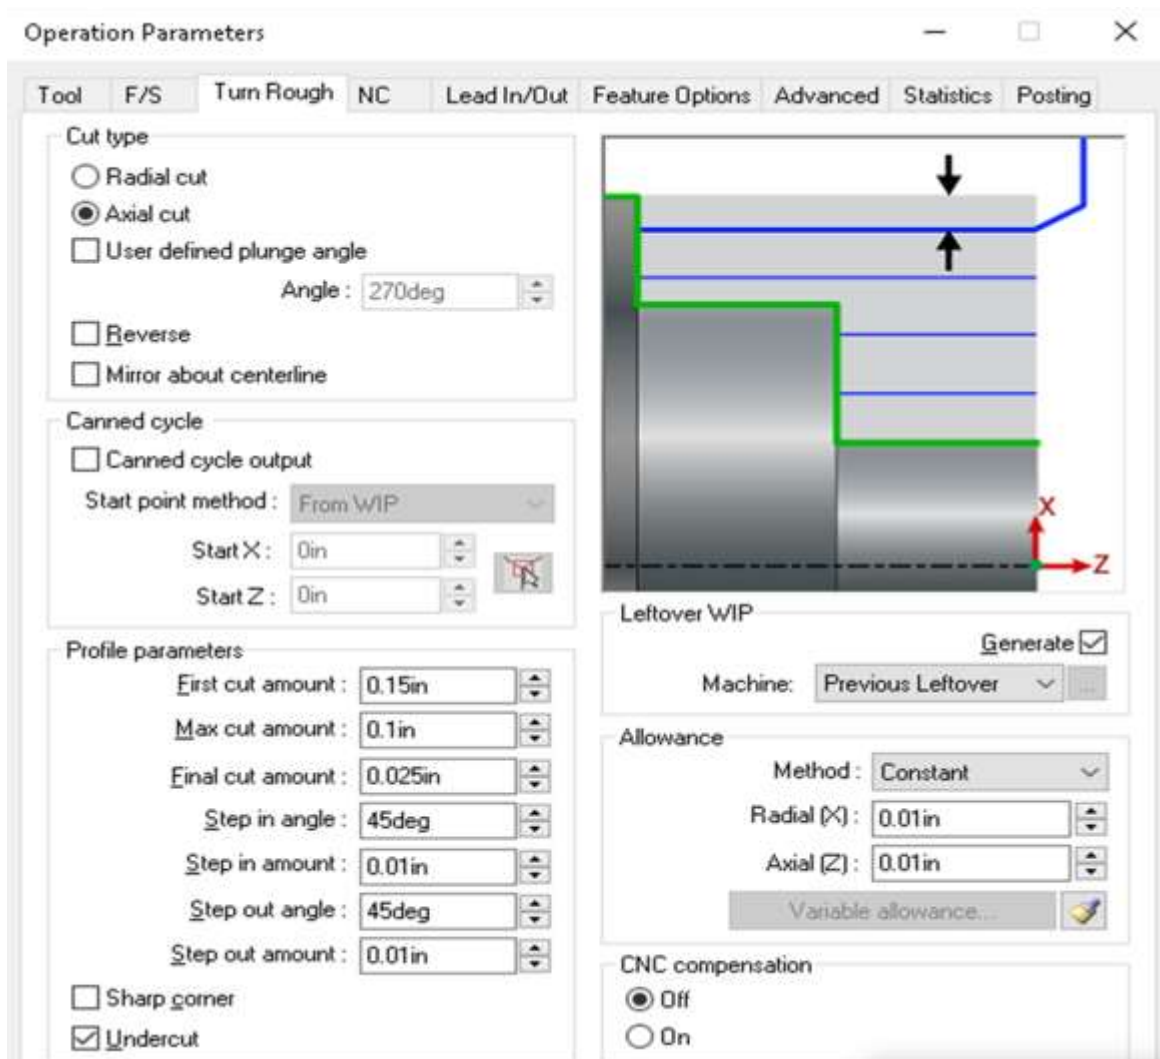 Operation Parameters
Tool F/S Turn Rough NC Lead In/Out Feature Options Advanced Statistics Posting
Cut type
Radial cut
Axial cut
User defined plunge angle
Angle : 270deg
Reverse
Mirror about centerline
Canned cycle
Canned cycle output
Start point method : From WIP
Start X : 0in
Start Z : 0in
Profile parameters
First cut amount : 0.15in
Max cut amount : 0.1in
Final cut amount : 0.025in
Step in angle : 45deg
Step in amount : 0.01in
Step out angle : 45deg
Step out amount : 0.01in
Sharp corner
Undercut
X
Z
Leftover WIP
Generate
Machine: Previous Leftover ...
Allowance
Method : Constant
Radial (X) : 0.01in
Axial (Z) : 0.01in
Variable allowance...
CNC compensation
Off
On